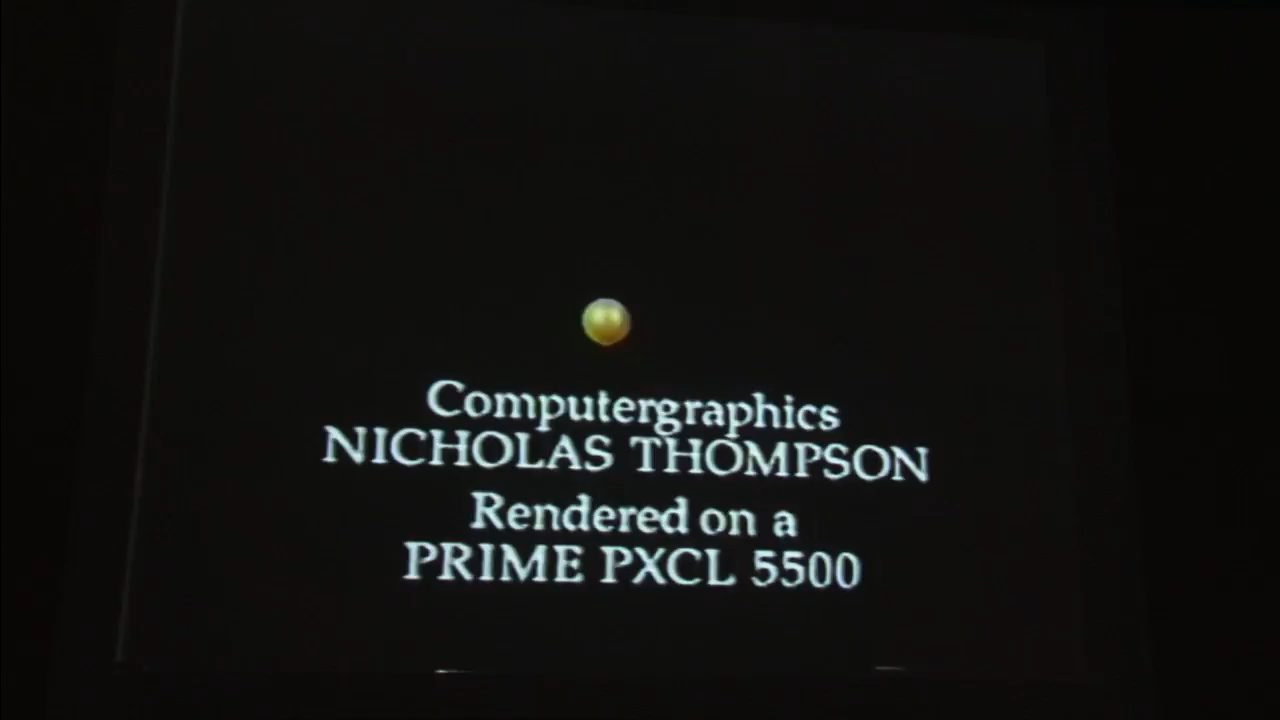 Computergraphics
NICHOLAS THOMPSON
Rendered on a
PRIME PXCL 5500